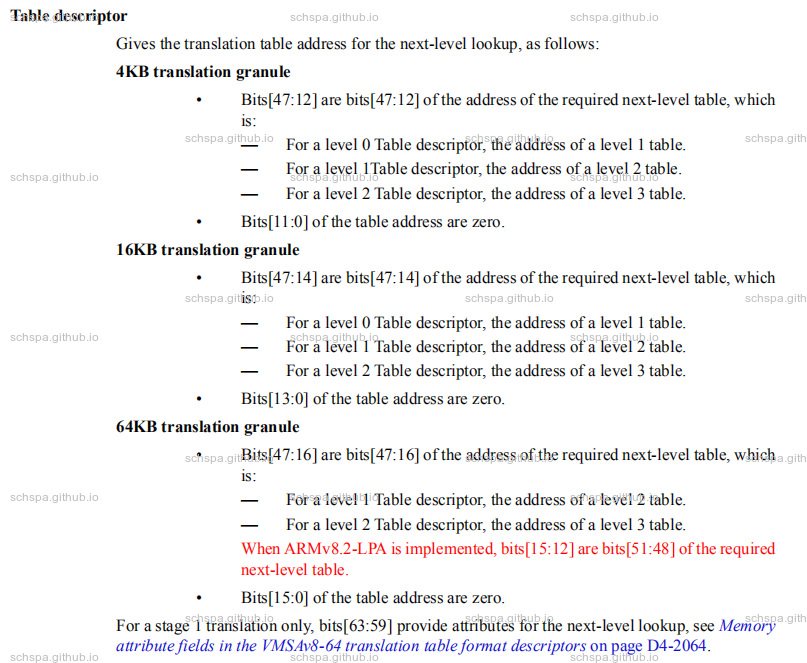 Table descriptor
Gives the translation table address for the next-level lookup, as follows:
4KB translation granule
• Bits[47:12] are bits[47:12] of the address of the required next-level table, which
is:
— For a level 0 Table descriptor, the address of a level 1 table.
— For a level 1Table descriptor, the address of a level 2 table.
— For a level 2 Table descriptor, the address of a level 3 table.
• Bits[11:0] of the table address are zero.
16KB translation granule
• Bits[47:14] are bits[47:14] of the address of the required next-level table, which
is:
— For a level 0 Table descriptor, the address of a level 1 table.
— For a level 1 Table descriptor, the address of a level 2 table.
— For a level 2 Table descriptor, the address of a level 3 table.
• Bits[13:0] of the table address are zero.
64KB translation granule
• Bits[47:16] are bits[47:16] of the address of the required next-level table, which
is:
— For a level 1 Table descriptor, the address of a level 2 table.
— For a level 2 Table descriptor, the address of a level 3 table.
When ARMv8.2-LPA is implemented, bits[15:12] are bits[51:48] of the required
next-level table.
• Bits[15:0] of the table address are zero.
For a stage 1 translation only, bits[63:59] provide attributes for the next-level lookup, see Memory
attribute fields in the VMSAv8-64 translation table format descriptors on page D4-2064.
schspa.github.io schspa.github.io schspa.github.io
schspa.github.io schspa.github.io schspa.gith
schspa.github.io schspa.github.io schspa.github.io
schspa.github.io schspa.github.io schspa.gith
schspa.github.io schspa.github.io schspa.github.io
schspa.github.io schspa.github.io schspa.gith
schspa.github.io schspa.github.io schspa.github.io
schspa.github.io schspa.github.io schspa.gith
schspa.github.io schspa.github.io schspa.github.io